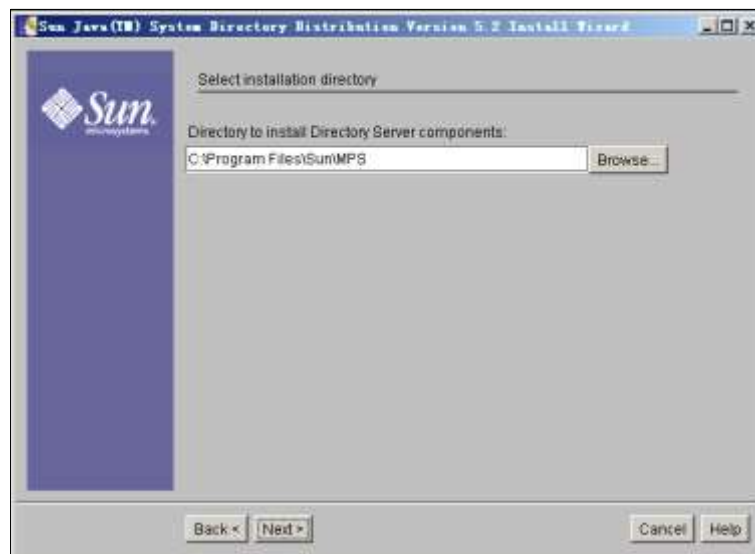 Sun Java(TM) System Directory Distribution Version 5.2 Install Wizard
Sun
microsystems
Select installation directory
Directory to install Directory Server components:
C:\Program Files\Sun\MPS
Browse...
Back <
Next >
Cancel
Help